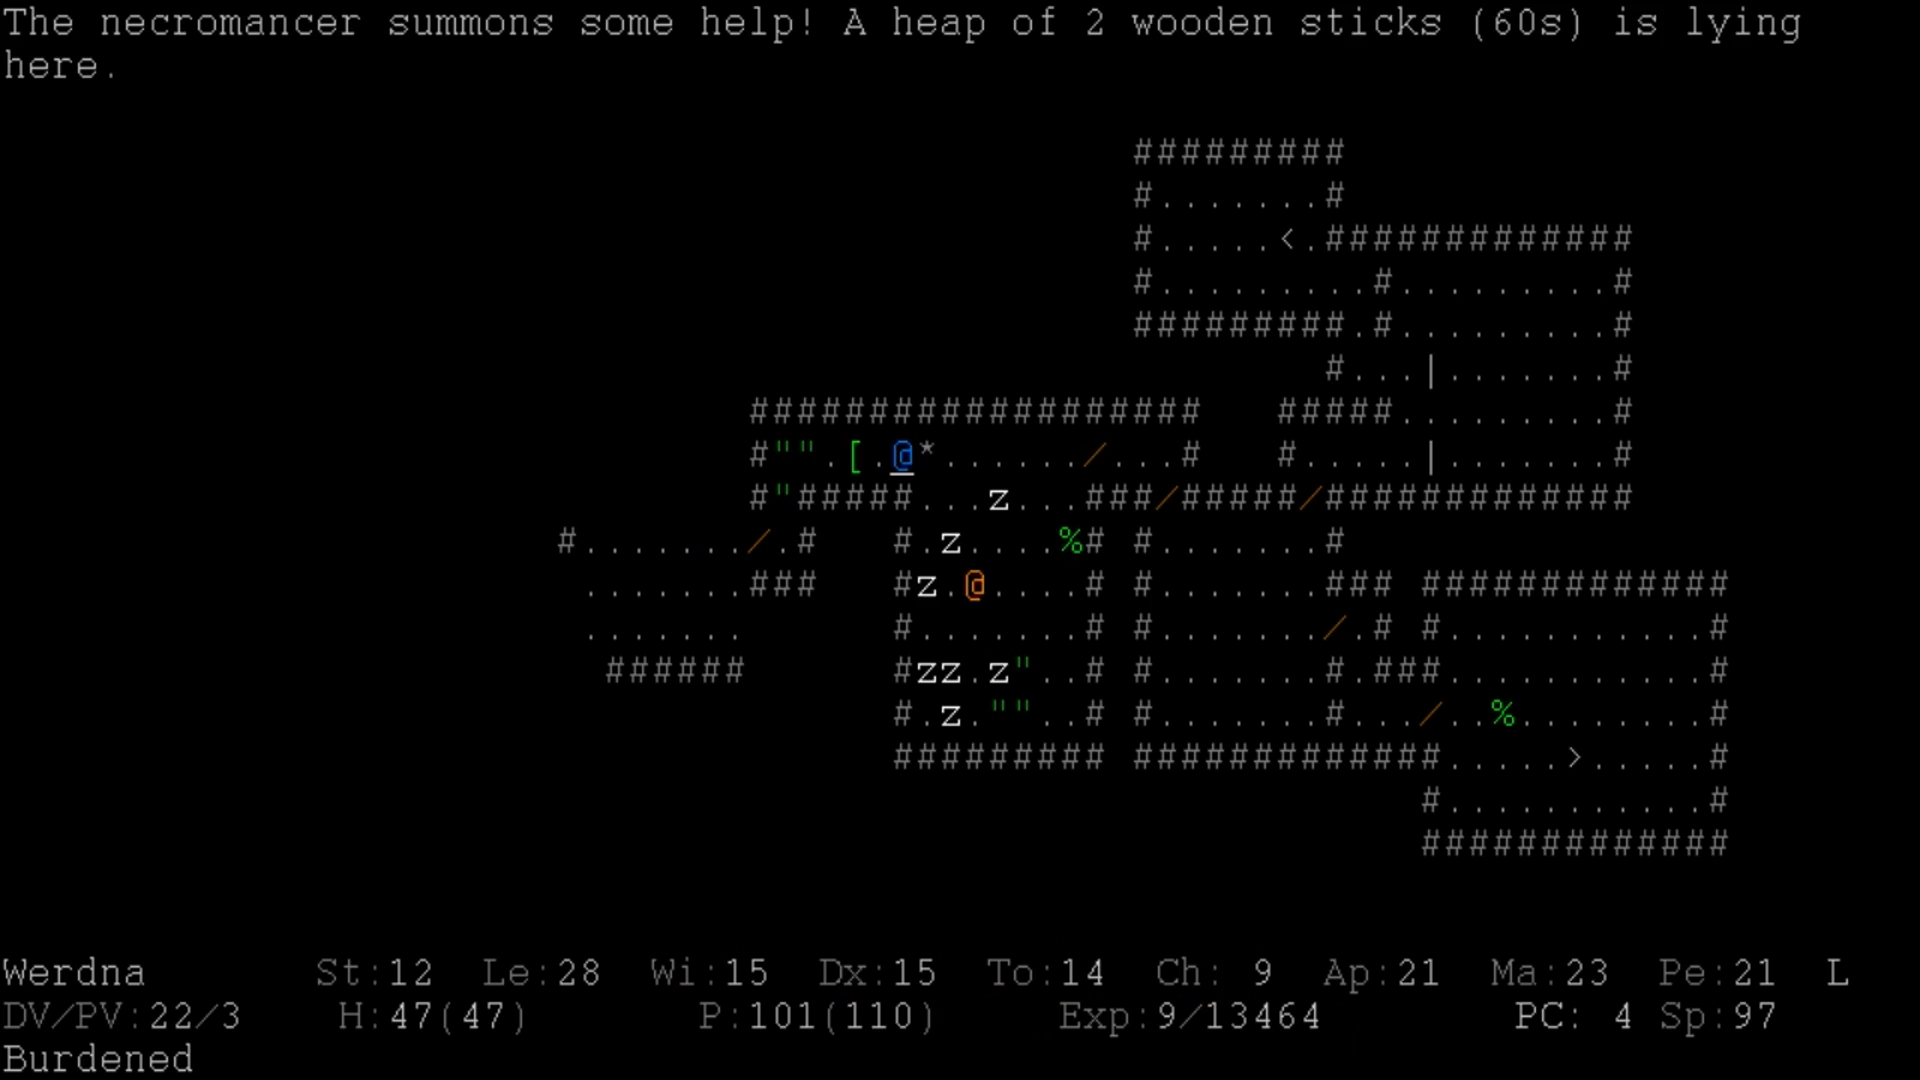 The necromancer summons some help! A heap of 2 wooden sticks (60s) is lying
here.
#########
#.......#
#.....<.#############
#.........#.........#
#########.#.........#
#...|.......#
################### #####.........#
#"".[.@*....../...# #.....|.......#
#"#####...z...###/#####/#############
#......./.# #.z....%# #.......#
.......### #z.@....# #.......### #############
....... #.......# #......./.# #...........#
###### #zz.z"..# #.......#.###...........#
#.z.""..# #.......#.../..%........#
######### #############.....>.....#
#...........#
#############
Werdna St:12 Le:28 Wi:15 Dx:15 To:14 Ch: 9 Ap:21 Ma:23 Pe:21 L
DV/PV:22/3 H:47(47) P:101(110) Exp:9/13464 PC: 4 Sp:97
Burdened